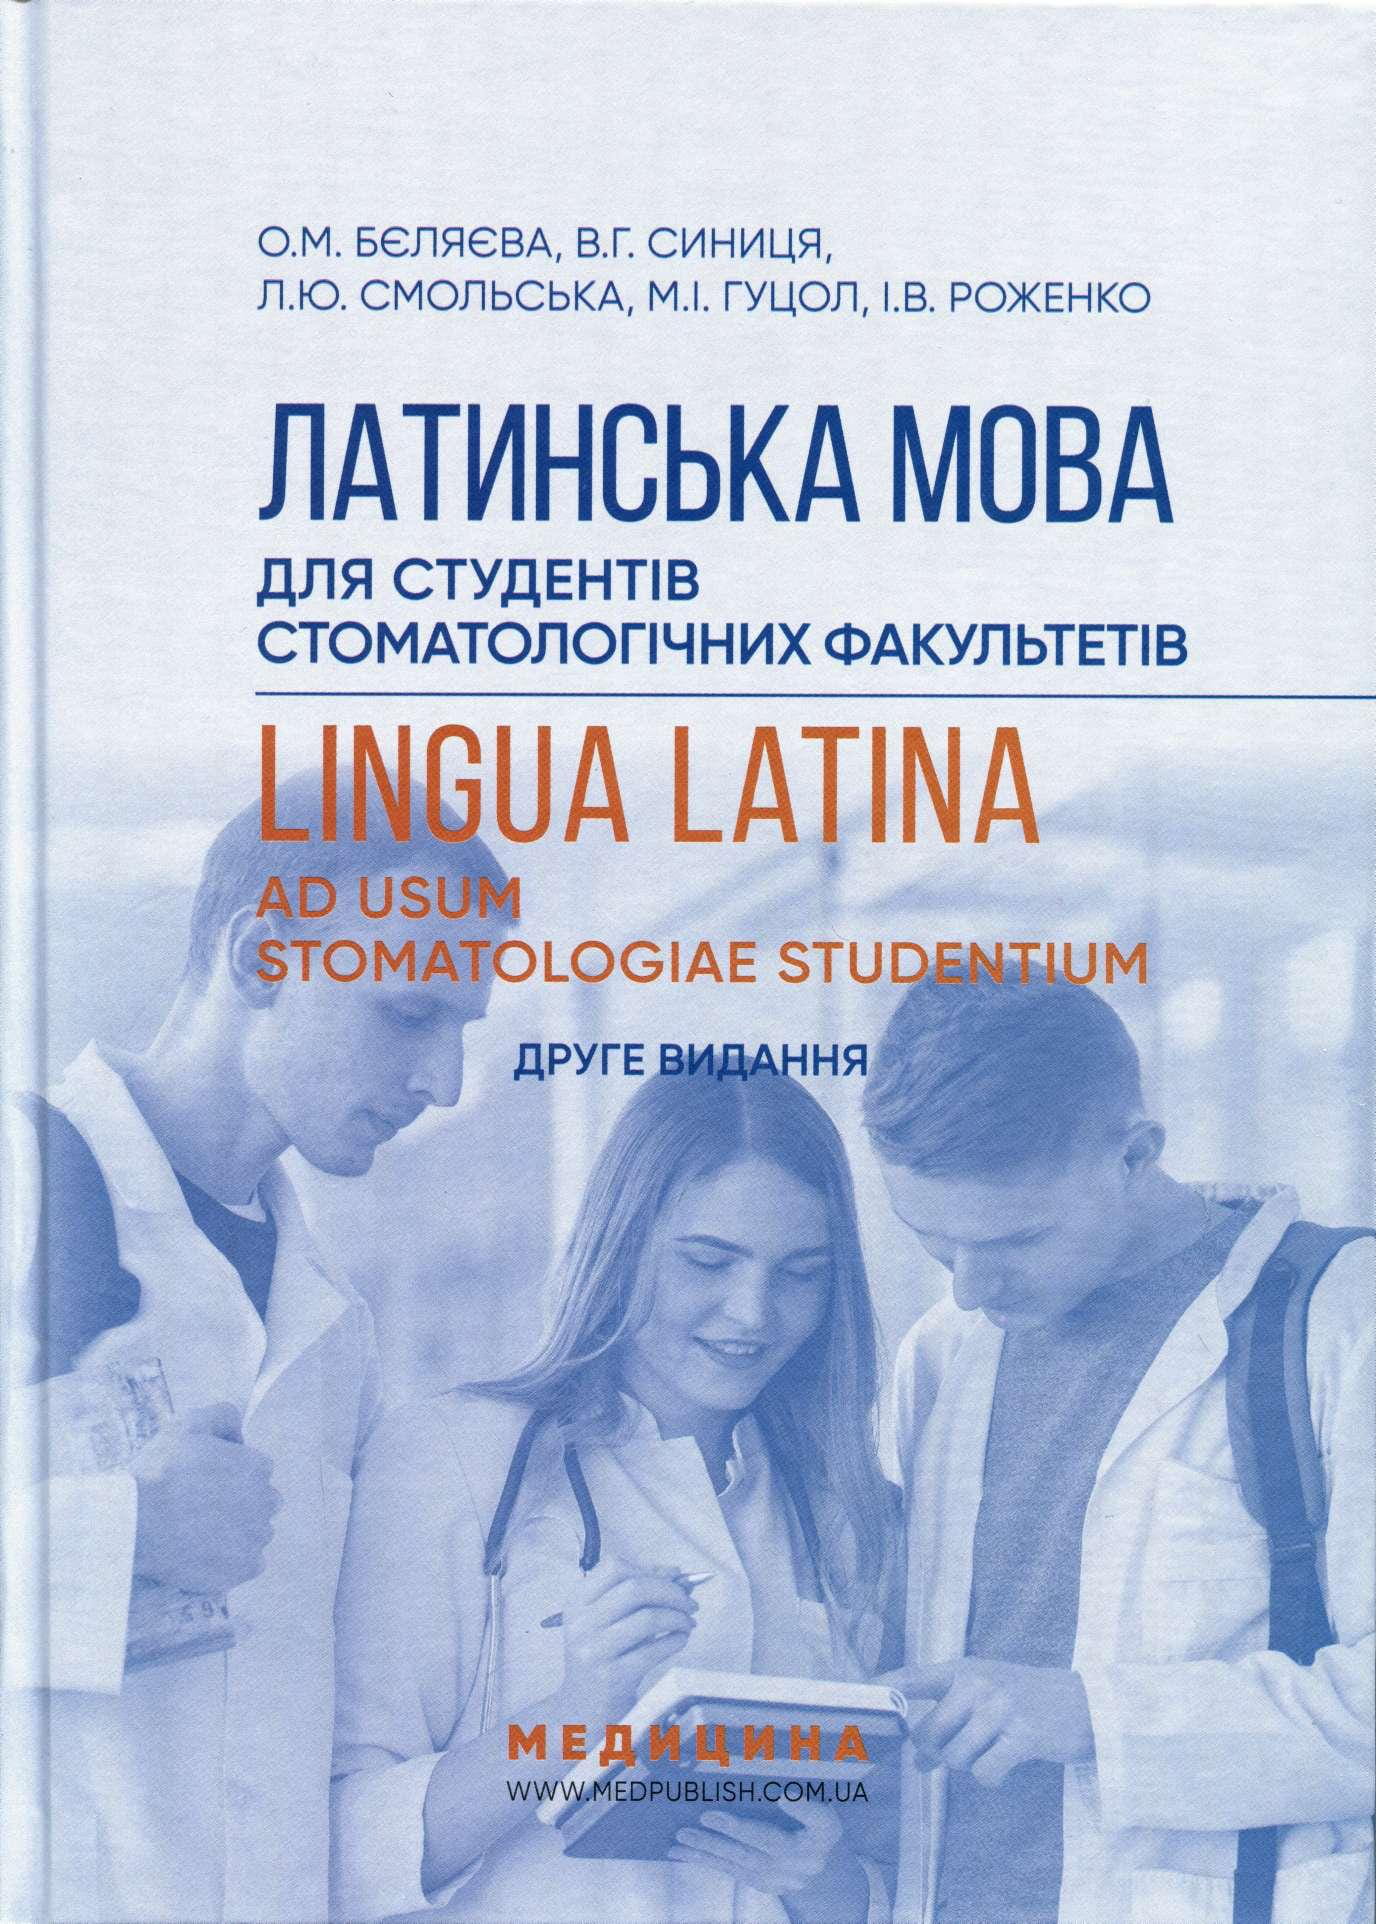 О.М. БЄЛЯЄВА, В.Г. СИНИЦЯ,
Л.Ю. СМОЛЬСЬКА, М.І. ГУЦОЛ, І.В. РОЖЕНКО
ЛАТИНСЬКА МОВА
ДЛЯ СТУДЕНТІВ
СТОМАТОЛОГІЧНИХ ФАКУЛЬТЕТІВ
LINGUA LATINA
AD USUM
STOMATOLOGIAE STUDENTIUM
ДРУГЕ ВИДАННЯ
МЕДИЦИНА
WWW.MEDPUBLISH.COM.UA